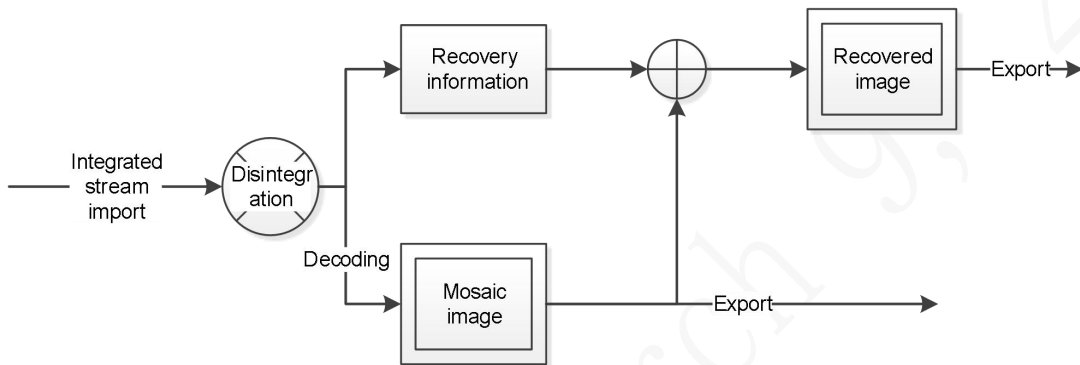 Recovery
information
Recovered
image
Export
Integrated
stream
import
Disintegr
ation
Decoding
Mosaic
image
Export